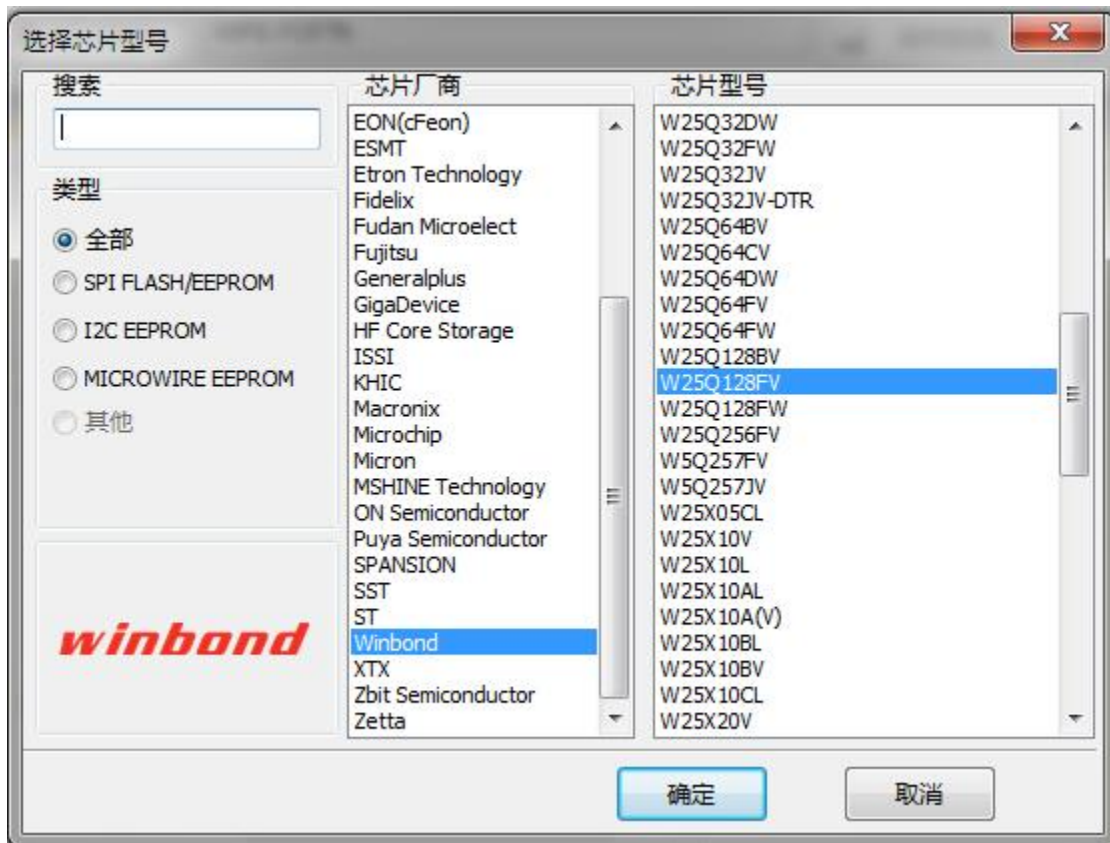 选择芯片型号
搜索
类型
全部
SPI FLASH/EEPROM
I2C EEPROM
MICROWIRE EEPROM
其他
winbond
芯片厂商
EON(cFeon)
ESMT
Etron Technology
Fidelix
Fudan Microelect
Fujitsu
Generalplus
GigaDevice
HF Core Storage
ISSI
KHIC
Macronix
Microchip
Micron
MSHINE Technology
ON Semiconductor
Puya Semiconductor
SPANSION
SST
ST
Winbond
XTX
Zbit Semiconductor
Zetta
芯片型号
W25Q32DW
W25Q32FW
W25Q32JV
W25Q32JV-DTR
W25Q64BV
W25Q64CV
W25Q64DW
W25Q64FV
W25Q64FW
W25Q128BV
W25Q128FV
W25Q128FW
W25Q256FV
W5Q257FV
W5Q257JV
W25X05CL
W25X10V
W25X10L
W25X10AL
W25X10A(V)
W25X10BL
W25X10BV
W25X10CL
W25X20V
确定
取消